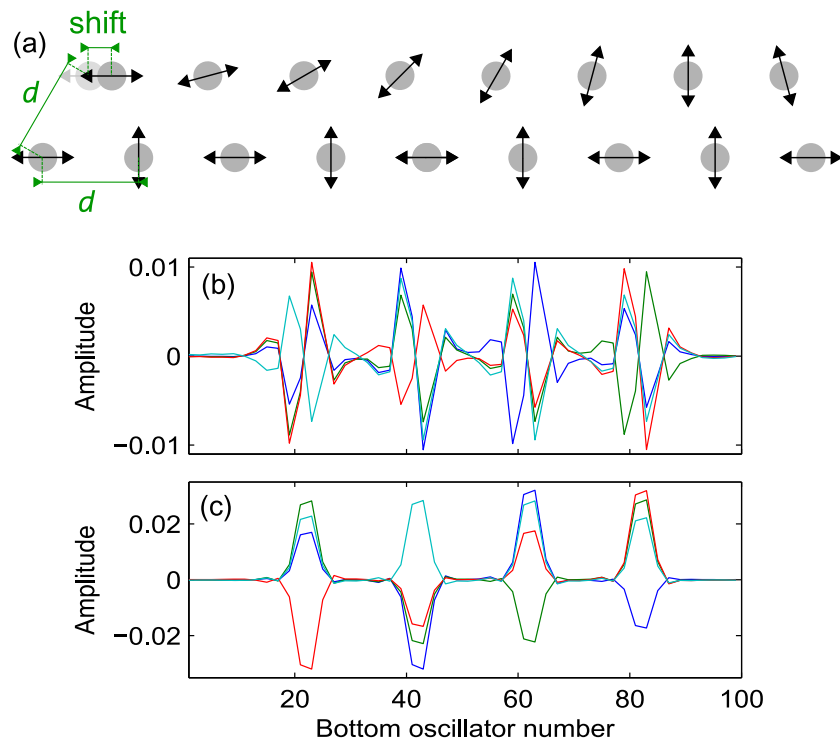 shift
(a)
d
d
(b)
0.01
0
−0.01
Amplitude
(c)
0.02
0
−0.02
Amplitude
20 40 60 80 100
Bottom oscillator number